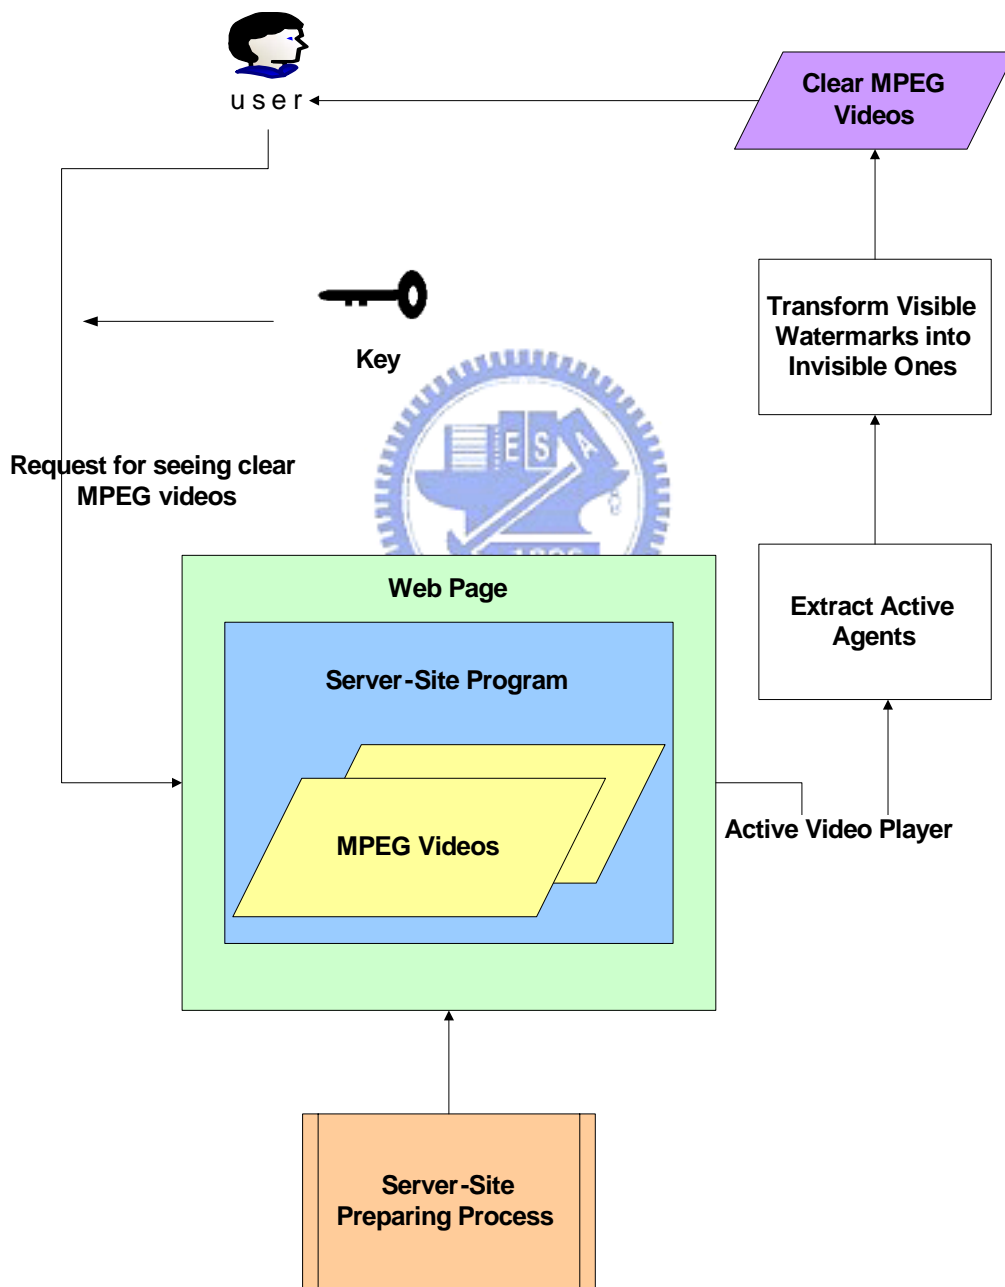 user
Clear MPEG
Videos
Transform Visible
Watermarks into
Invisible Ones
Key
ESA
Request for seeing clear
MPEG videos
Web Page
Extract Active
Agents
Server-Site Program
MPEG Videos
Active Video Player
Server-Site
Preparing Process